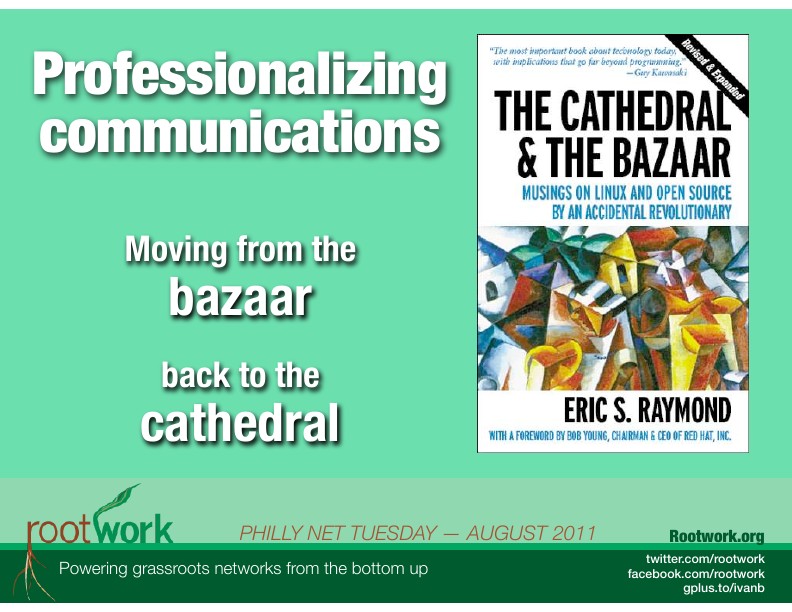 Professionalizing
communications
Moving from the
bazaar
back to the
cathedral
"The most important book about technology today,
with implications that go far beyond programming."
—Guy Kawasaki
Revised & Expanded
THE CATHEDRAL
& THE BAZAAR
MUSINGS ON LINUX AND OPEN SOURCE
BY AN ACCIDENTAL REVOLUTIONARY
ERIC S. RAYMOND
WITH A FOREWORD BY BOB YOUNG, CHAIRMAN & CEO OF RED HAT, INC.
rootwork
PHILLY NET TUESDAY — AUGUST 2011
Rootwork.org
Powering grassroots networks from the bottom up
twitter.com/rootwork
facebook.com/rootwork
gplus.to/ivanb